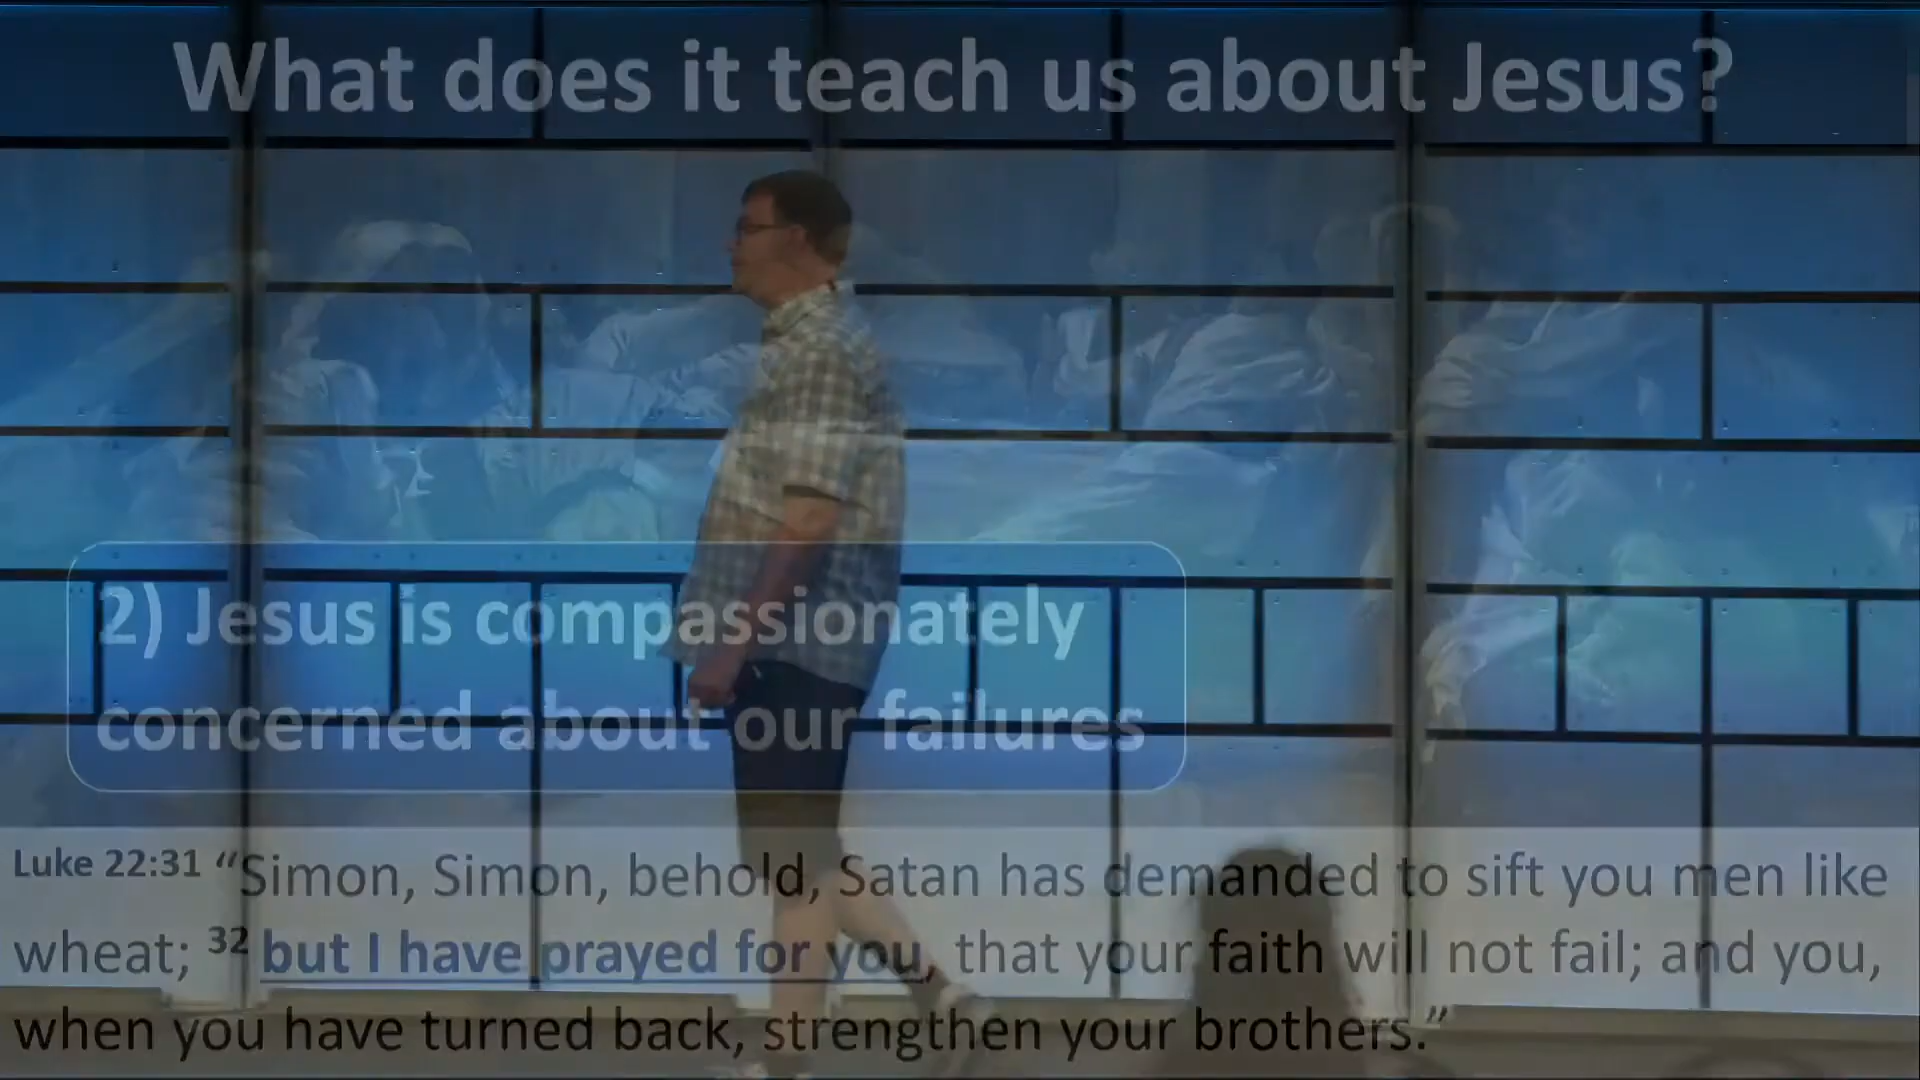 What does it teach us about Jesus?
2) Jesus is compassionately
concerned about our failures
Luke 22:31 “Simon, Simon, behold, Satan has demanded to sift you men like
wheat; 32 but I have prayed for you, that your faith will not fail; and you,
when you have turned back, strengthen your brothers.”